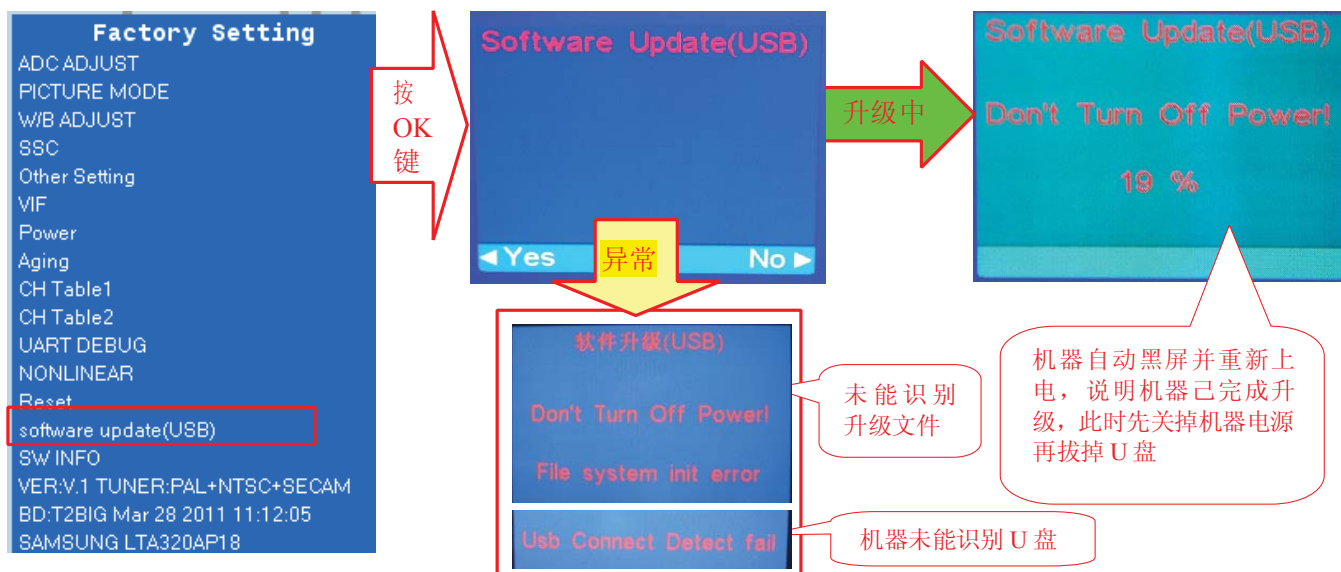 Factory Setting
ADC ADJUST
PICTURE MODE
W/B ADJUST
SSC
Other Setting
VIF
Power
Aging
CH Table1
CH Table2
UART DEBUG
NONLINEAR
Reset
software update(USB)
SW INFO
VER:V.1 TUNER:PAL+NTSC+SECAM
BD:T2BIG Mar 28 2011 11:12:05
SAMSUNG LTA320AP18
按
OK
键
Software Update(USB)
◀Yes
No▶
升级中
Software Update(USB)
Don't Turn Off Power!
19 %
异常
软件升级(USB)
Don't Turn Off Power!
File system init error
Usb Connect Detect fail
未能识别
升级文件
机器未能识别 U 盘
机器自动黑屏并重新上
电，说明机器己完成升
级，此时先关掉机器电源
再拔掉 U 盘